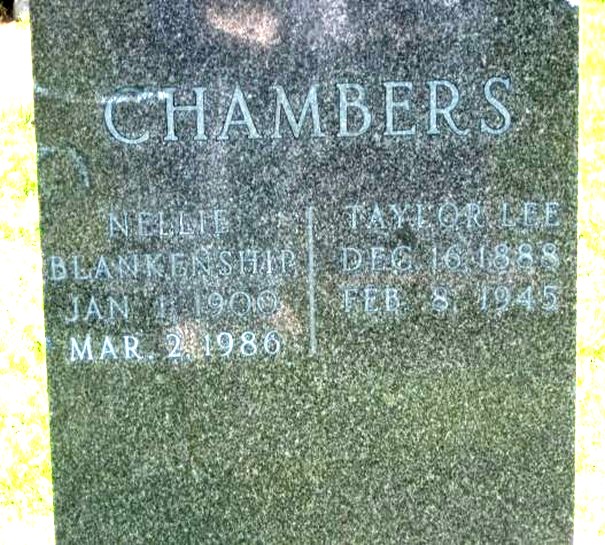 CHAMBERS
NELLIE
BLANKENSHIP
JAN. 1, 1900
MAR. 2, 1986
TAYLOR LEE
DEC. 16, 1888
FEB. 8, 1945